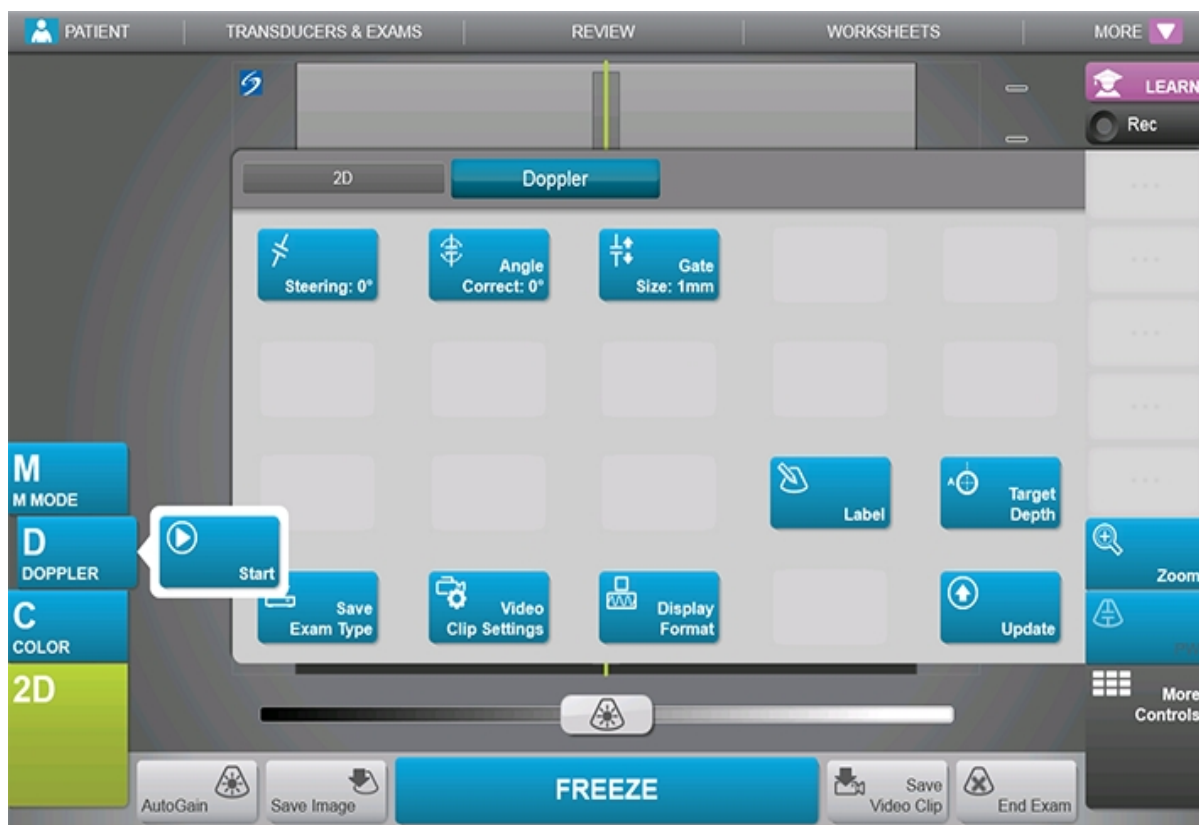 PATIENT
TRANSDUCERS & EXAMS
REVIEW
WORKSHEETS
MORE
LEARN
Rec
2D
Doppler
Steering: 0°
Angle
Correct: 0°
Gate
Size: 1mm
M
M MODE
Label
Target
Depth
D
DOPPLER
Start
Zoom
C
COLOR
Save
Exam Type
Video
Clip Settings
Display
Format
Update
2D
More
Controls
AutoGain
Save Image
FREEZE
Save
Video Clip
End Exam